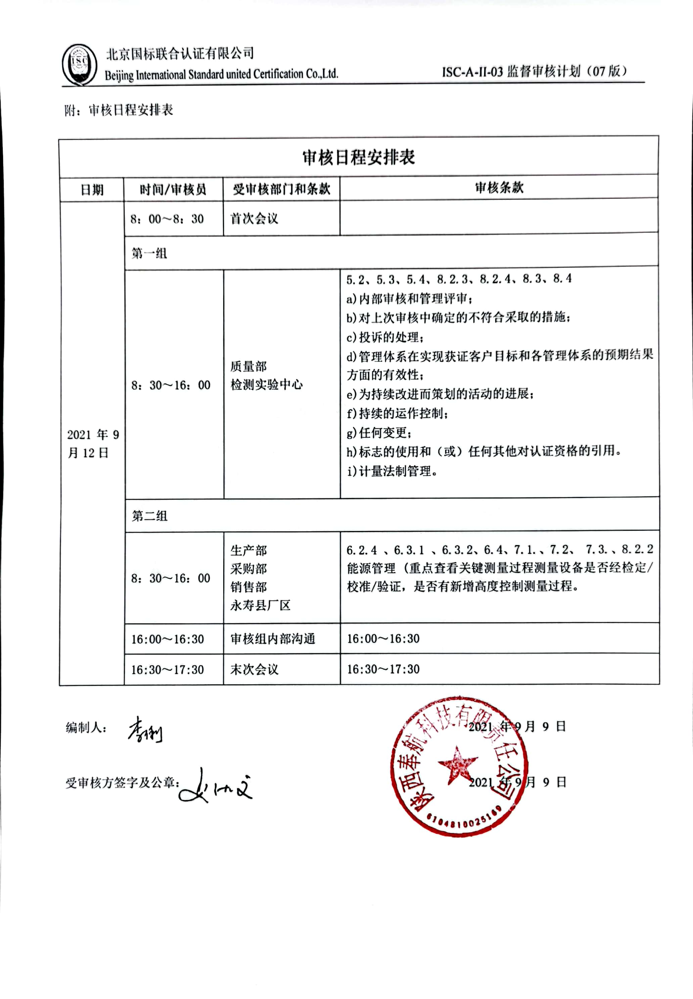 ISC
北京国标联合认证有限公司
Beijing International Standard united Certification Co.,Ltd.
ISC-A-II-03 监督审核计划（07 版）
附：审核日程安排表
审核日程安排表
日期 时间/审核员 受审核部门和条款 审核条款
8：00～8：30 首次会议
第一组
5.2、5.3、5.4、8.2.3、8.2.4、8.3、8.4
a)内部审核和管理评审；
b)对上次审核中确定的不符合采取的措施；
c)投诉的处理；
d)管理体系在实现获证客户目标和各管理体系的预期结果
方面的有效性；
e)为持续改进而策划的活动的进展；
f)持续的运作控制；
g)任何变更；
h)标志的使用和（或）任何其他对认证资格的引用。
i)计量法制管理。
质量部
检测实验中心
8：30～16：00
2021 年 9
月 12 日
第二组
8：30～16：00
生产部
采购部
销售部
永寿县厂区
6.2.4 、6.3.1 、6.3.2、6.4、7.1.、7.2、 7.3.、8.2.2
能源管理（重点查看关键测量过程测量设备是否经检定/
校准/验证，是否有新增高度控制测量过程。
16:00～16:30 审核组内部沟通 16:00～16:30
16:30～17:30 末次会议 16:30～17:30
编制人：
2021 年 9 月 9 日
受审核方签字及公章：
2021 年 9 月 9 日
陕西奉航科技有限责任公司
6104810025169